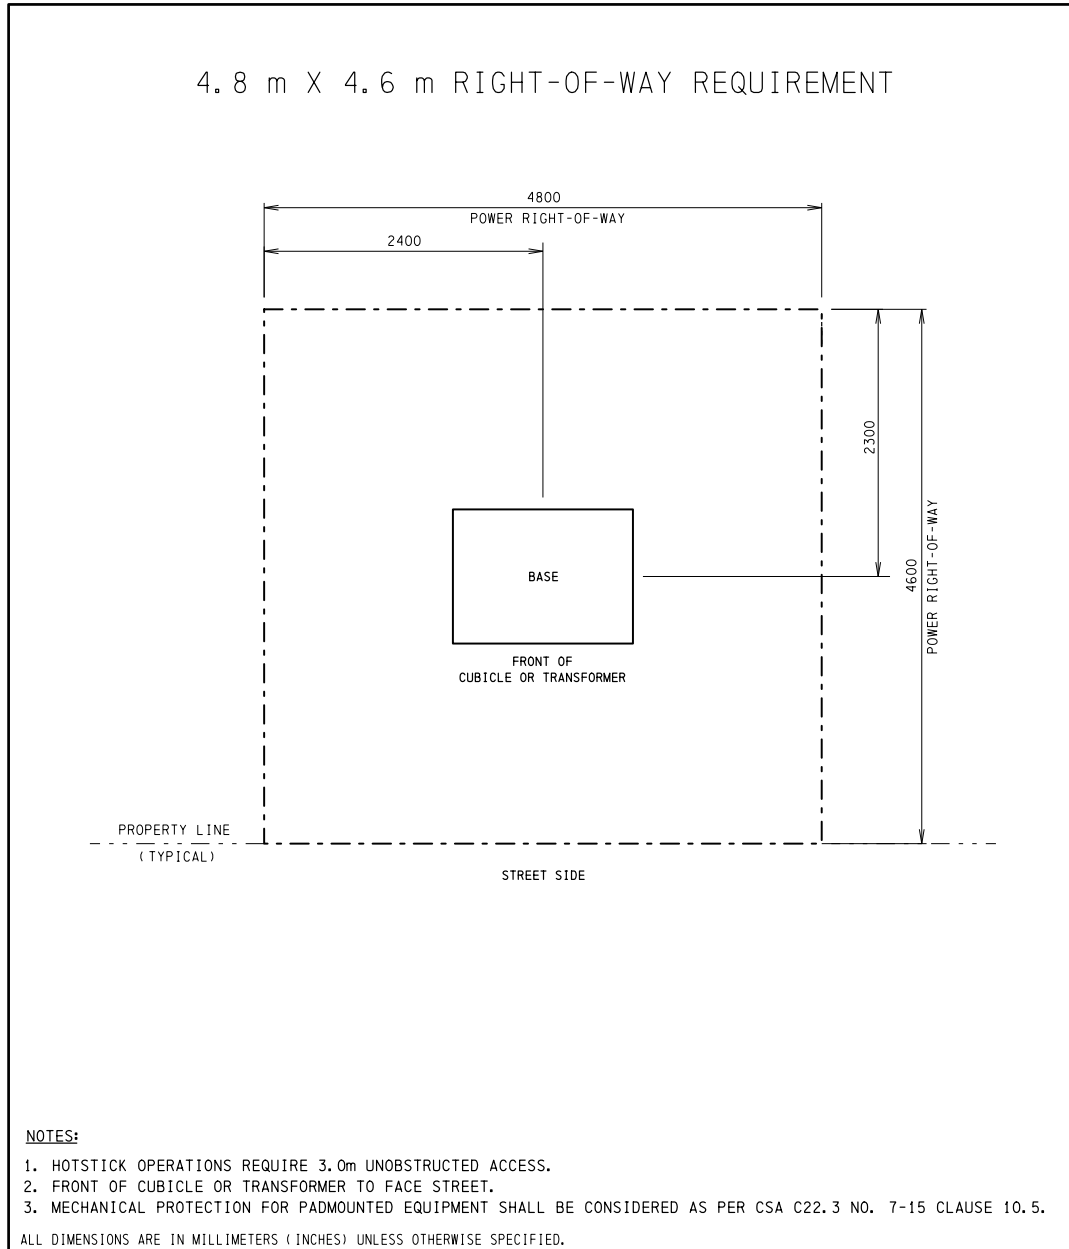 4.8 m X 4.6 m RIGHT-OF-WAY REQUIREMENT
4800
POWER RIGHT-OF-WAY
2400
2300
4600
POWER RIGHT-OF-WAY
BASE
FRONT OF
CUBICLE OR TRANSFORMER
PROPERTY LINE
(TYPICAL)
STREET SIDE
NOTES:
1. HOTSTICK OPERATIONS REQUIRE 3.0m UNOBSTRUCTED ACCESS.
2. FRONT OF CUBICLE OR TRANSFORMER TO FACE STREET.
3. MECHANICAL PROTECTION FOR PADMOUNTED EQUIPMENT SHALL BE CONSIDERED AS PER CSA C22.3 NO. 7-15 CLAUSE 10.5.
ALL DIMENSIONS ARE IN MILLIMETERS (INCHES) UNLESS OTHERWISE SPECIFIED.